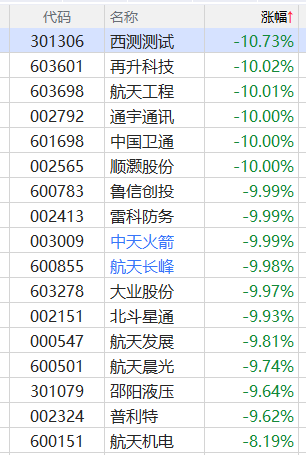 代码 名称 涨幅↑
301306 西测测试 -10.73%
603601 再升科技 -10.02%
603698 航天工程 -10.01%
002792 通宇通讯 -10.00%
601698 中国卫通 -10.00%
002565 顺灏股份 -10.00%
600783 鲁信创投 -9.99%
002413 雷科防务 -9.99%
003009 中天火箭 -9.99%
600855 航天长峰 -9.98%
603278 大业股份 -9.97%
002151 北斗星通 -9.93%
000547 航天发展 -9.81%
600501 航天晨光 -9.74%
301079 邵阳液压 -9.64%
002324 普利特 -9.62%
600151 航天机电 -8.19%